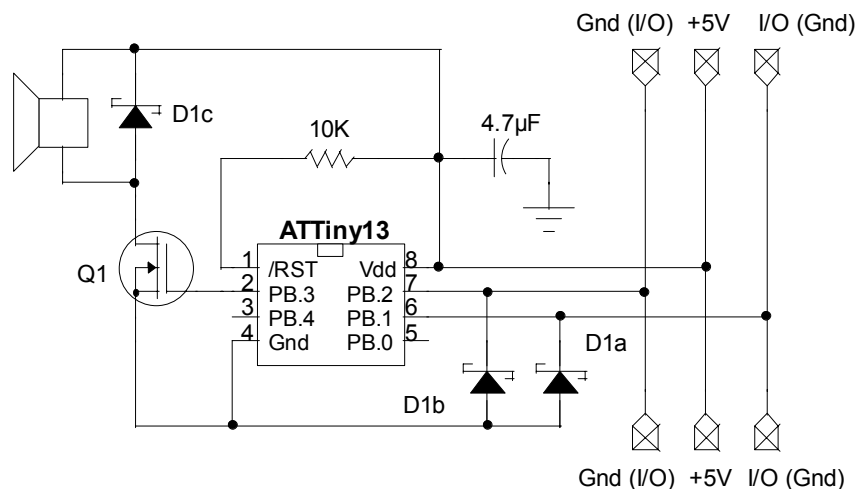 Gnd (I/O) +5V I/O (Gnd)
D1c
10K
4.7µF
ATTiny13
1 /RST Vdd 8
Q1
2 PB.3 PB.2 7
3 PB.4 PB.1 6
4 Gnd PB.0 5
D1a
D1b
Gnd (I/O) +5V I/O (Gnd)